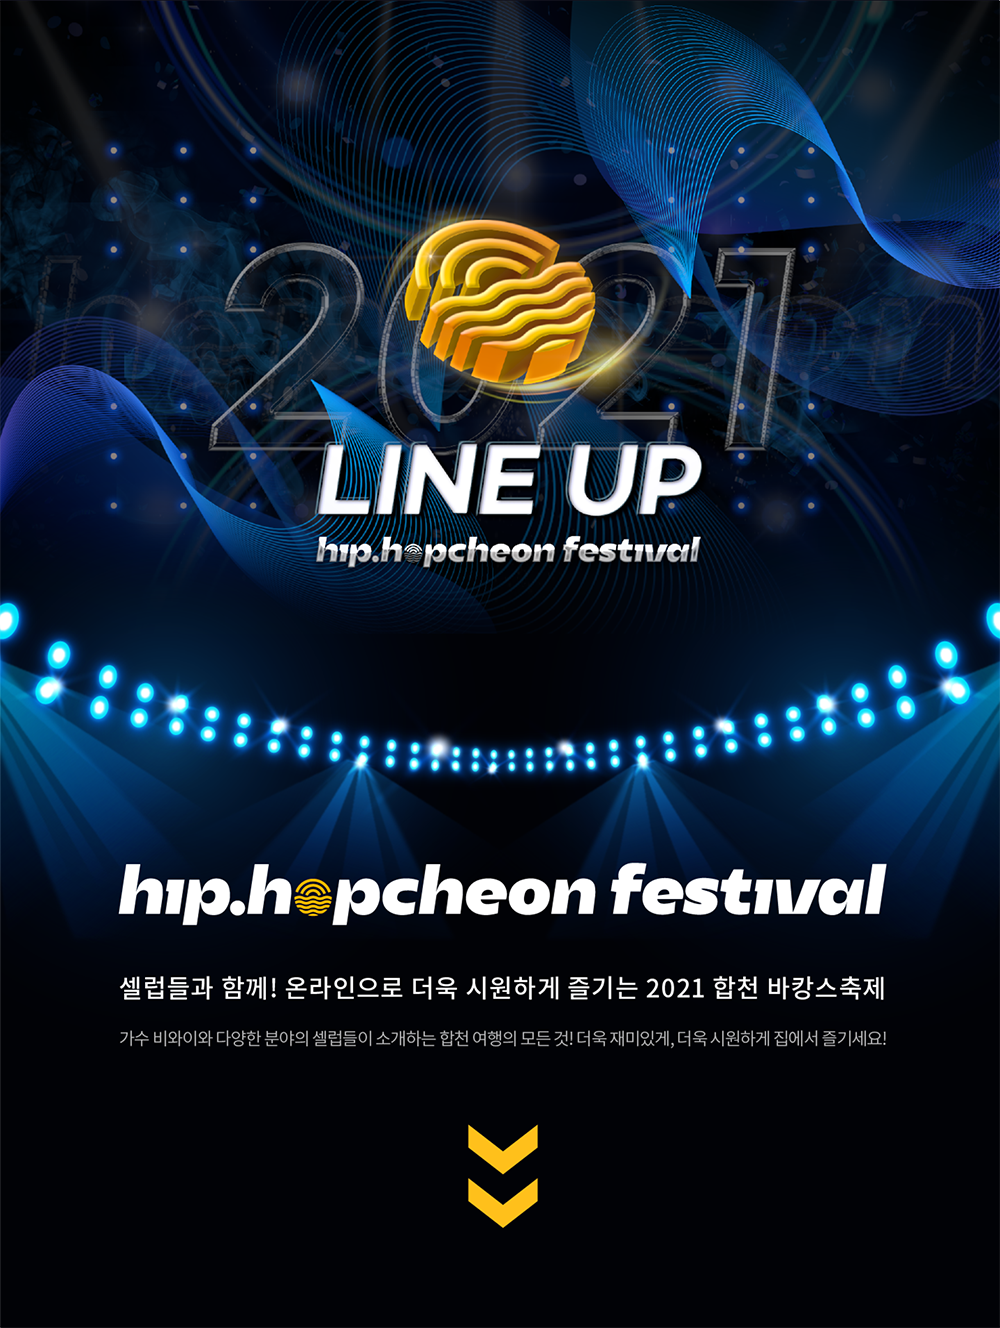 2021
LINE UP
hip.hopcheon festival
hip.hopcheon festival
셀럽들과 함께! 온라인으로 더욱 시원하게 즐기는 2021 합천 바캉스축제
가수 비와이와 다양한 분야의 셀럽들이 소개하는 합천 여행의 모든 것! 더욱 재미있게, 더욱 시원하게 집에서 즐기세요!